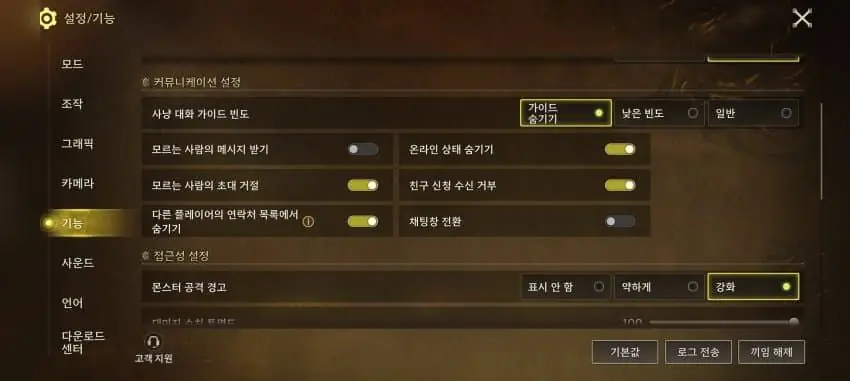 설정/기능
모드
조작
그래픽
카메라
기능
사운드
언어
다운로드
센터
커뮤니케이션 설정
사냥 대화 가이드 빈도
가이드
숨기기
낮은 빈도
일반
모르는 사람의 메시지 받기
온라인 상태 숨기기
모르는 사람의 초대 거절
친구 신청 수신 거부
다른 플레이어의 연락처 목록에서
숨기기
채팅창 전환
접근성 설정
몬스터 공격 경고
표시 안 함
약하게
강화
100
고객 지원
기본값
로그 전송
끼임 해제